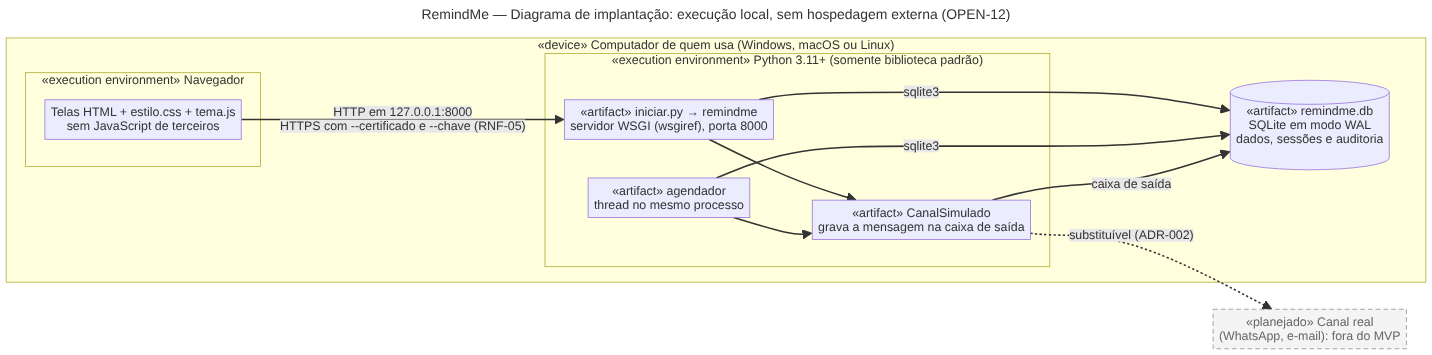 RemindMe — Diagrama de implantação: execução local, sem hospedagem externa (OPEN-12)
«device» Computador de quem usa (Windows, macOS ou Linux)
«execution environment» Navegador
Telas HTML + estilo.css + tema.js
sem JavaScript de terceiros
HTTP em 127.0.0.1:8000
HTTPS com --certificado e --chave (RNF-05)
«execution environment» Python 3.11+ (somente biblioteca padrão)
«artifact» iniciar.py → remindme
servidor WSGI (wsgiref), porta 8000
«artifact» agendador
thread no mesmo processo
«artifact» CanalSimulado
grava a mensagem na caixa de saída
sqlite3
sqlite3
caixa de saída
substituível (ADR-002)
«artifact» remindme.db
SQLite em modo WAL
dados, sessões e auditoria
«planejado» Canal real
(WhatsApp, e-mail): fora do MVP